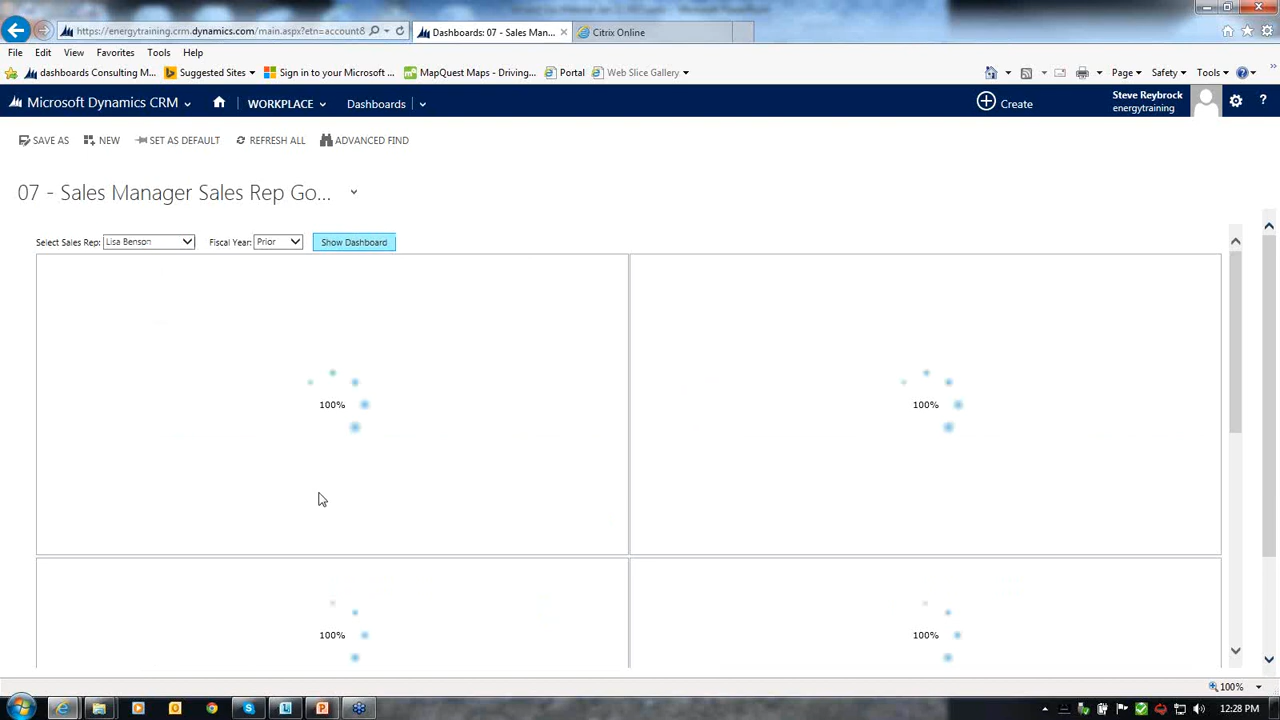 https://energytraining.crm.dynamics.com/main.aspx?etn=account8
Dashboards: 07 - Sales Man...
Citrix Online
File Edit View Favorites Tools Help
dashboards Consulting M...
Suggested Sites
Sign in to your Microsoft ...
MapQuest Maps - Driving,...
Portal
Web Slice Gallery
Page
Safety
Tools
Microsoft Dynamics CRM
WORKPLACE
Dashboards
Create
Steve Reybrock
energytraining
?
SAVE AS
NEW
SET AS DEFAULT
REFRESH ALL
ADVANCED FIND
07 - Sales Manager Sales Rep Go...
Select Sales Rep: Lisa Benson
Fiscal Year: Prior
Show Dashboard
100%
100%
100%
100%
100%
12:28 PM